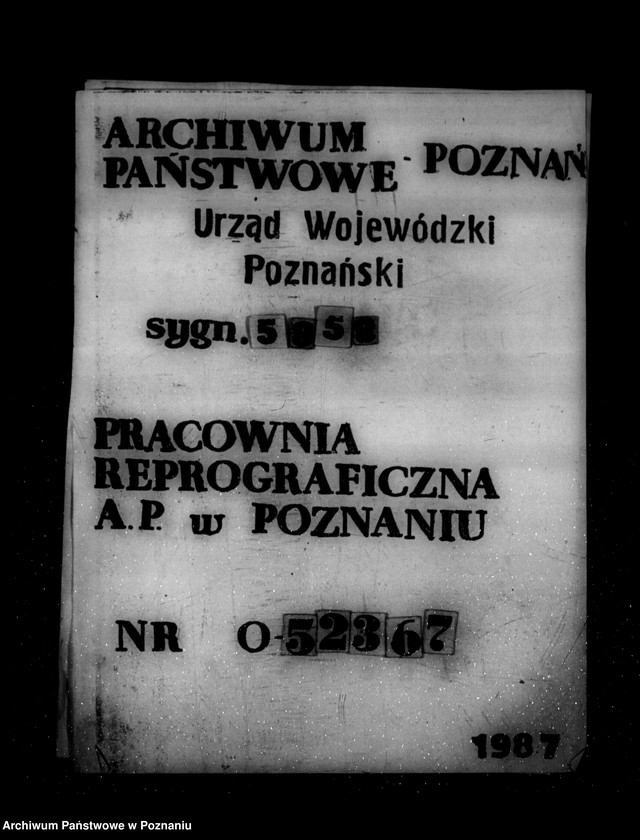 ARCHIWUM
PAŃSTWOWE - POZNAŃ
Urząd Wojewódzki
Poznański
sygn.
PRACOWNIA
REPROGRAFICZNA
A.P. w POZNANIU
NR O-52367
1987
Archiwum Państwowe w Poznaniu